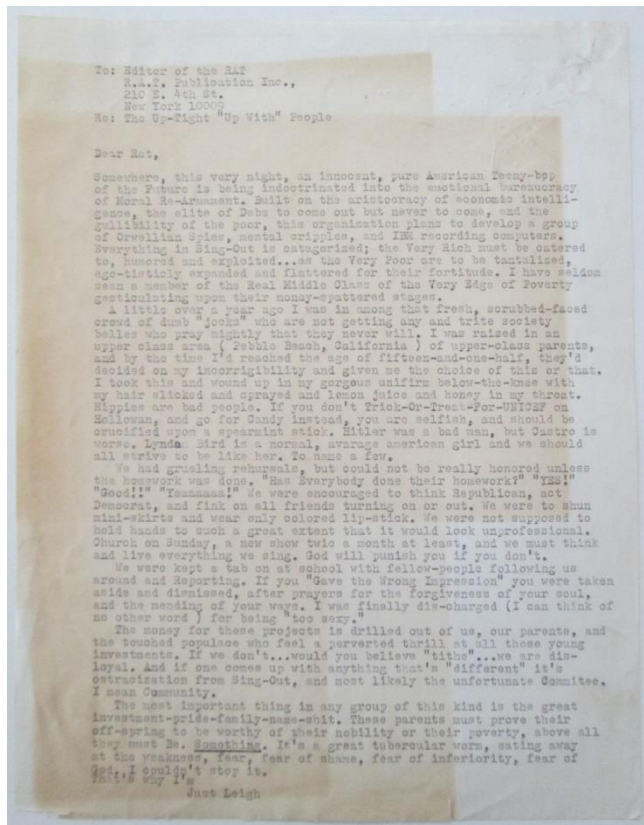 To: Editor of the RAT
R.A.T. Publication Inc.,
210 E. 4th St.
New York 10009
Re: The Up-Tight "Up With" People
Dear Rat,
Somewhere, this very night, an innocent, pure American Teeny-bop
of the Future is being indoctrinated into the emotional bureaucracy
of Moral Re-Armament. Built on the aristocracy of economic intelli-
gence, the elite of Debs to come out but never to come, and the
gullibility of the poor, this organization plans to develop a group
of Orwelian Spies, mental cripples, and IBM recording computers.
Everything in Sing-Out is catagorized; the Very Rich must be catered
to, humored and exploited...as the Very Poor are to be tantalized,
ego-tisticly expanded and flattered for their fortitude. I have seldom
seen a member of the Real Middle Class of the Very Edge of Poverty
gesticulating upon their money-spattered stages.
A little over a year ago I was in among that fresh, scrubbed-faced
crowd of dumb "jocks" who are not getting any and trite society
belles who pray nightly that they never will. I was raised in an
upper class area ( Pebble Beach, California ) of upper-class parents,
and by the time I'd reached the age of fifteen-and-one-half, they'd
decided on my incorrigibility and given me the choice of this or that.
I took this and wound up in my gorgous unifirm below-the-knee with
my hair slicked and sprayed and lemon juice and honey in my throat.
Hippies are bad people. If you don't Trick-Or-Treat-For-UNICEF on
Hollowan, and go for Candy instead, you are selfish, and should be
crucified upon a spearmint stick. Hitler was a bad man, but Castro is
worse. Lynda Bird is a normal, avarage american girl and we should
all strive to be like her. To name a few.
We had grueling rehursals, but could not be really honored unless
the homework was done. "Has Everybody done their homework?" "YES!"
"Good!!" "Yeaaaaaa!" We were encouraged to think Republican, not
Democrat, and fink on all friends turning on or out. We were to shun
mini-skirts and wear only colored lip-stick. We were not supposed to
hold hands to such a great extent that it would look unprofessional.
Church on Sunday, a new show twic a month at least, and we must think
and live everything we sing. God will punish you if you don't.
We were kept a tab on at school with fellow-people following us
around and Reporting. If you "Gave the Wrong Impression" you were taken
aside and dismissed, after prayers for the forgiveness of your soul,
and the mending of your ways. I was finally dis-charged (I can think of
no other word ) for being "too sexy."
The money for these projects is drilled out of us, our parents, and
the touched populace who feel a perverted thrill at all those young
investments. If we don't...would you believe "tiths"...we are dis-
loyal. And if one comes up with anything that's "different" it's
ostracization from Sing-Out, and most likely the unfortunate Commitee.
I mean Community.
The most important thing in any group of this kind is the great
investment-pride-family-name-shit. These parents must prove their
off-spring to be worthy of their nobility or their poverty, above all
they must Be. Something. It's a great tubercular worm, eating away
at the weakness, fear, fear of shame, fear of inferiority, fear of
God..I couldn't stop it.
That's why I'm
Just Leigh